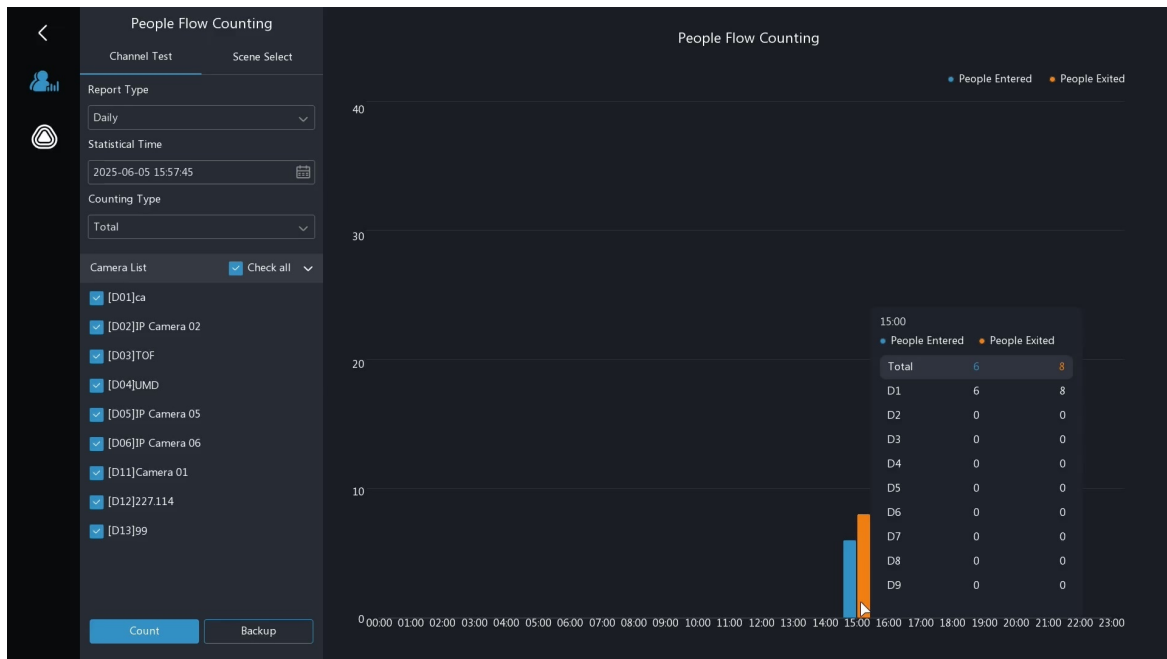 People Flow Counting
Channel Test Scene Select
Report Type
Daily
Statistical Time
2025-06-05 15:57:45
Counting Type
Total
Camera List Check all
[D01]ca
[D02]IP Camera 02
[D03]TOF
[D04]UMD
[D05]IP Camera 05
[D06]IP Camera 06
[D11]Camera 01
[D12]227.114
[D13]99
Count Backup
People Flow Counting
People Entered People Exited
40
30
20
10
0
00:00 01:00 02:00 03:00 04:00 05:00 06:00 07:00 08:00 09:00 10:00 11:00 12:00 13:00 14:00 15:00 16:00 17:00 18:00 19:00 20:00 21:00 22:00 23:00
15:00
People Entered People Exited
Total 6 8
D1 6 8
D2 0 0
D3 0 0
D4 0 0
D5 0 0
D6 0 0
D7 0 0
D8 0 0
D9 0 0